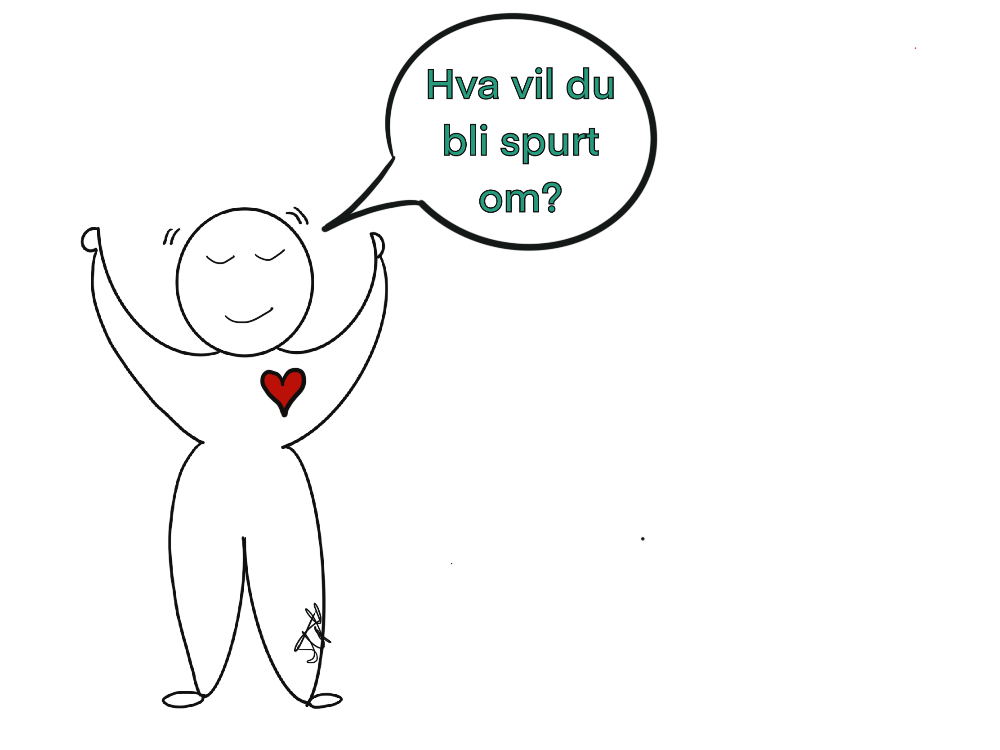 Hva vil du
bli spurt
om?